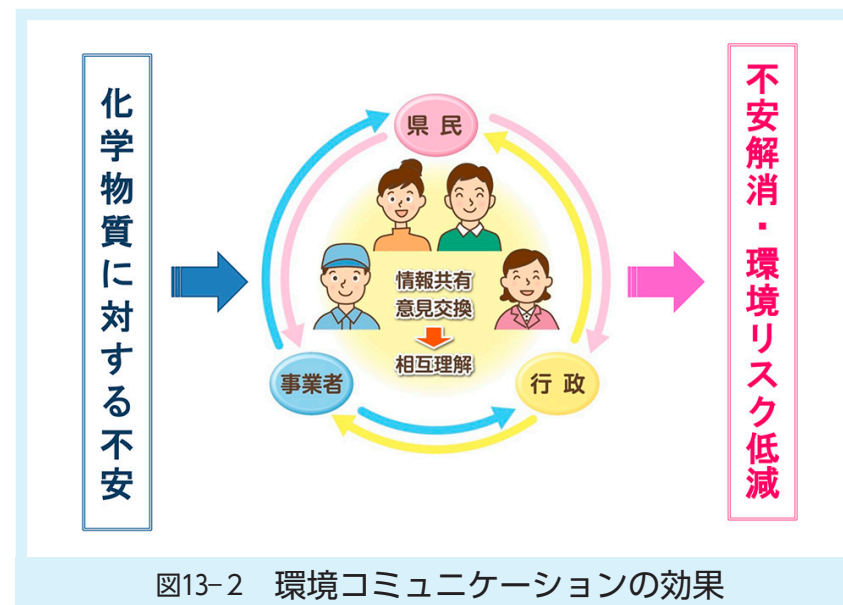 化学物質に対する不安
県民
情報共有
意見交換
相互理解
事業者
行政
不安解消・環境リスク低減
図13-2 環境コミュニケーションの効果